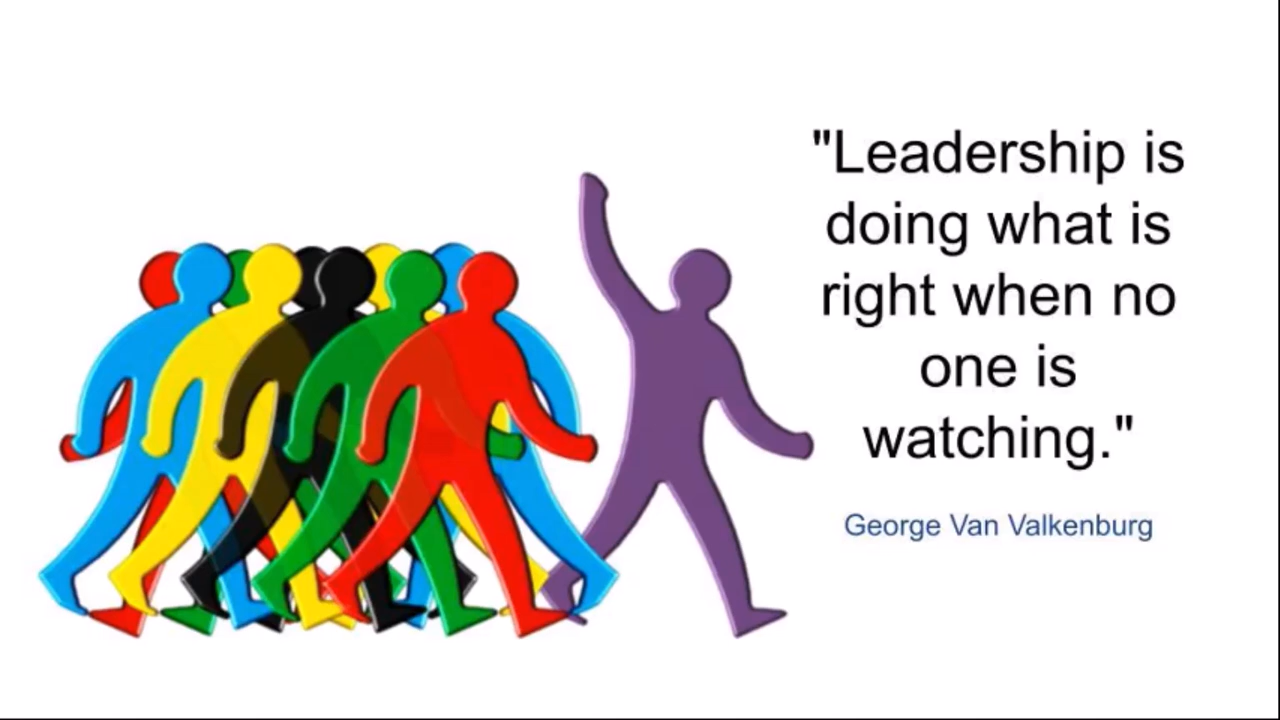 "Leadership is
doing what is
right when no
one is
watching."
George Van Valkenburg